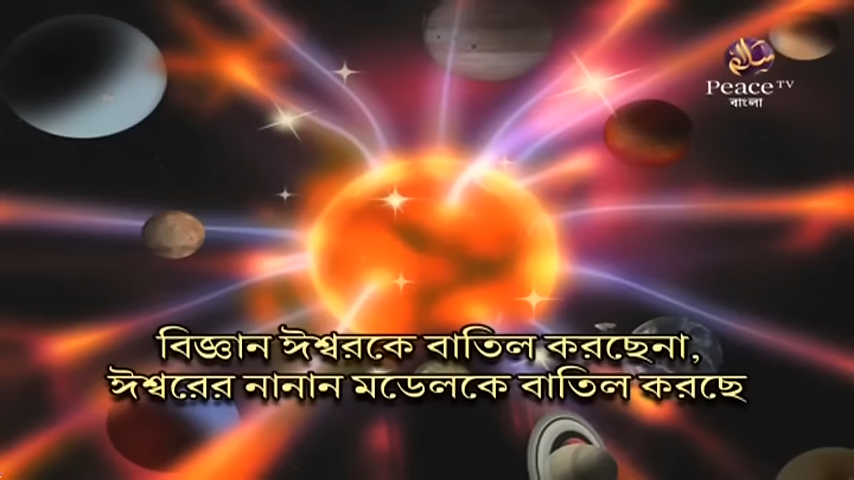 Peace TV
বাংলা
বিজ্ঞান ঈশ্বরকে বাতিল করছেনা,
ঈশ্বরের নানান মডেলকে বাতিল করছে